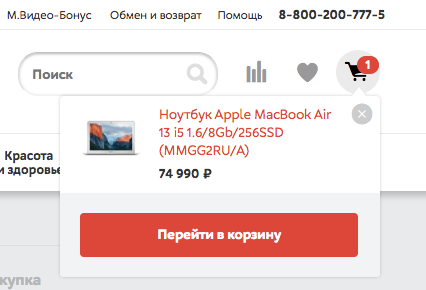 М.Видео-Бонус Обмен и возврат Помощь 8-800-200-777-5
Поиск
1
Ноутбук Apple MacBook Air
13 i5 1.6/8Gb/256SSD
(MMGG2RU/A)
74 990 ₽
Красота
и здоровье
Перейти в корзину
купка